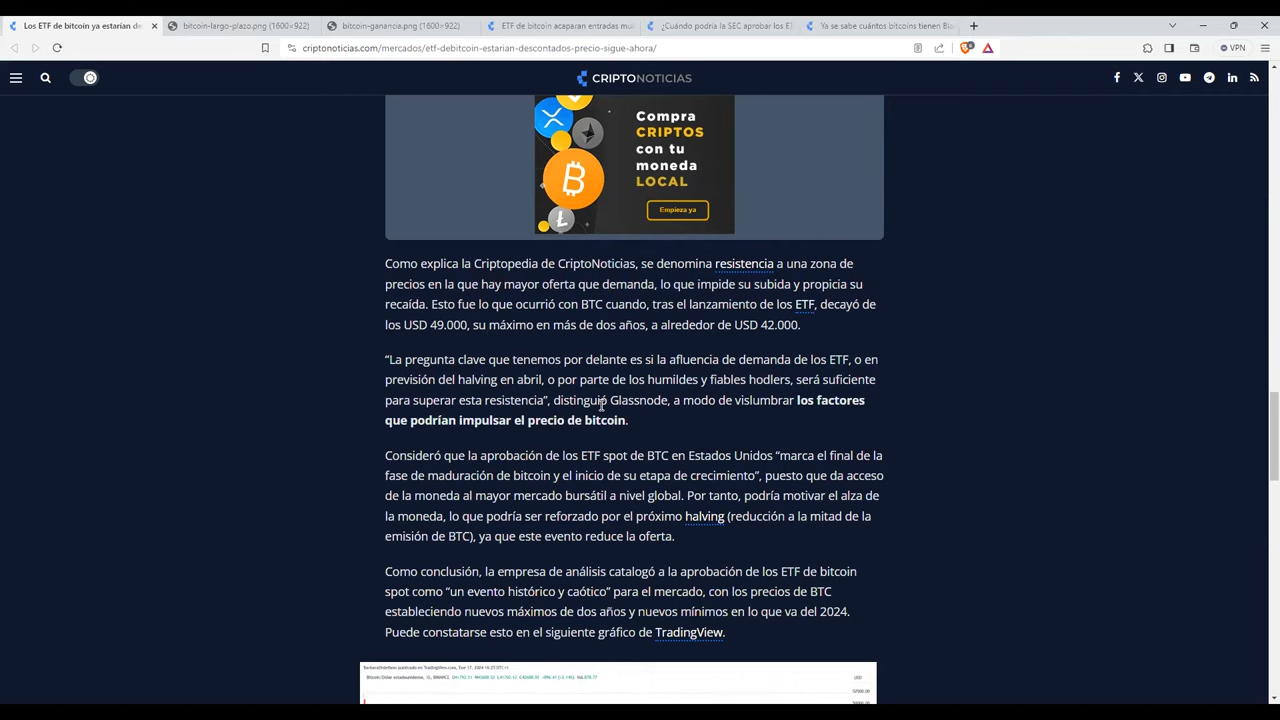 Los ETF de bitcoin ya estarían de
bitcoin-largo-plazo.png (1600×922)
bitcoin-ganancia.png (1600×922)
ETF de bitcoin acaparan entradas mu
¿Cuándo podría la SEC aprobar los E
Ya se sabe cuántos bitcoins tienen Bla
criptonoticias.com/mercados/etf-debitcoin-estarian-descontados-precio-sigue-ahora/
VPN
CRIPTONOTICIAS
Compra
CRIPTOS
con tu
moneda
LOCAL
Empieza ya
Como explica la Criptopedia de CriptoNoticias, se denomina resistencia a una zona de
precios en la que hay mayor oferta que demanda, lo que impide su subida y propicia su
recaída. Esto fue lo que ocurrió con BTC cuando, tras el lanzamiento de los ETF, decayó de
los USD 49.000, su máximo en más de dos años, a alrededor de USD 42.000.
“La pregunta clave que tenemos por delante es si la afluencia de demanda de los ETF, o en
previsión del halving en abril, o por parte de los humildes y fiables hodlers, será suficiente
para superar esta resistencia”, distinguió Glassnode, a modo de vislumbrar los factores
que podrían impulsar el precio de bitcoin.
Consideró que la aprobación de los ETF spot de BTC en Estados Unidos “marca el final de la
fase de maduración de bitcoin y el inicio de su etapa de crecimiento”, puesto que da acceso
de la moneda al mayor mercado bursátil a nivel global. Por tanto, podría motivar el alza de
la moneda, lo que podría ser reforzado por el próximo halving (reducción a la mitad de la
emisión de BTC), ya que este evento reduce la oferta.
Como conclusión, la empresa de análisis catalogó a la aprobación de los ETF de bitcoin
spot como “un evento histórico y caótico” para el mercado, con los precios de BTC
estableciendo nuevos máximos de dos años y nuevos mínimos en lo que va del 2024.
Puede constatarse esto en el siguiente gráfico de TradingView.
USD